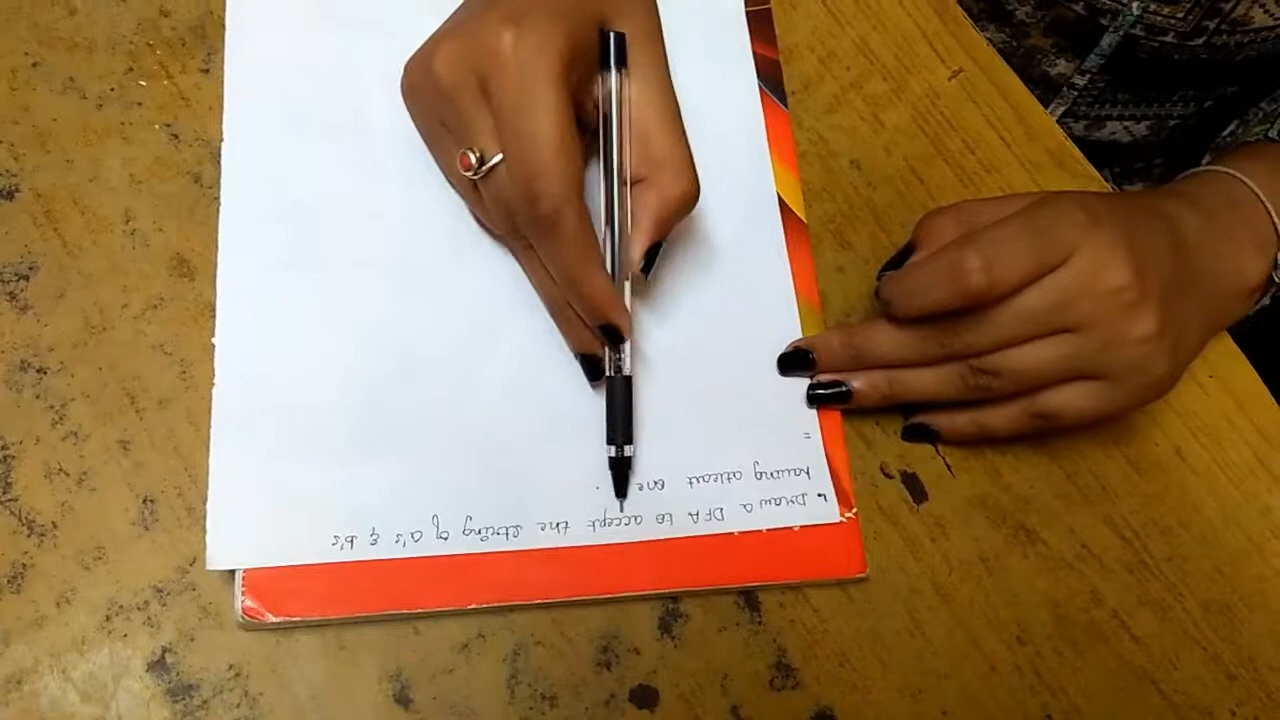 1. Draw a DFA to accept the string of a's & b's
having atleast one
=